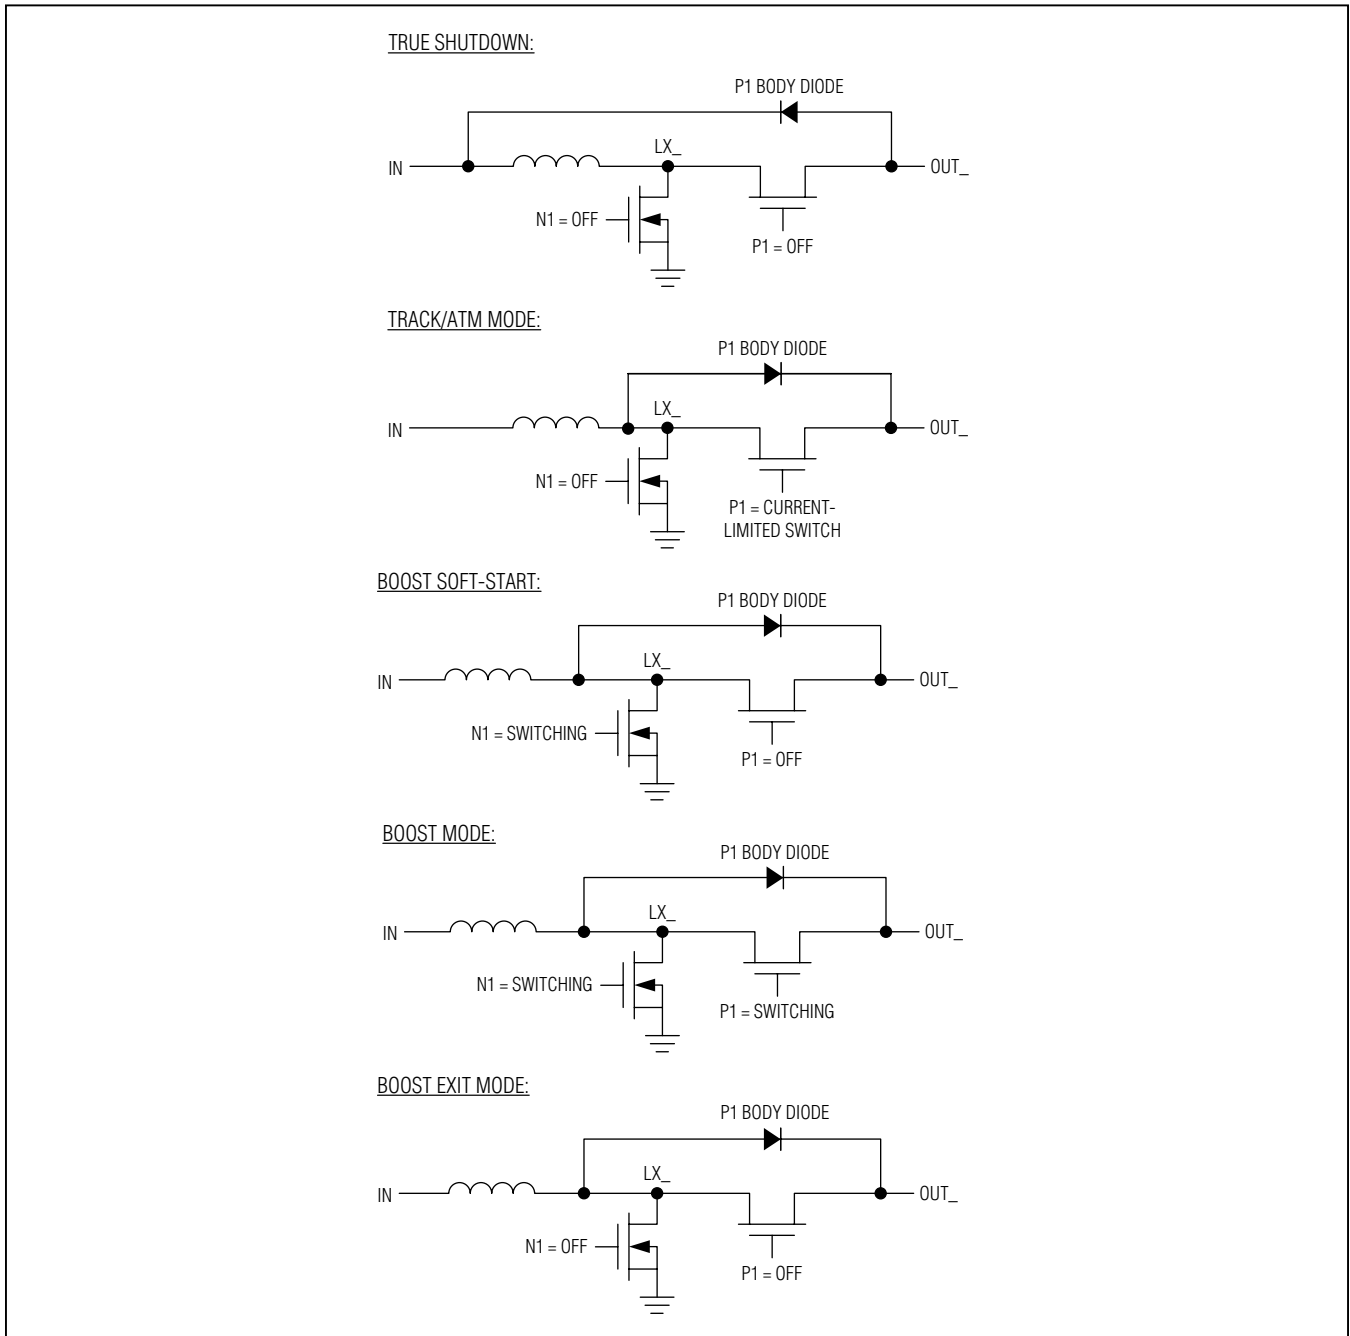 TRUE SHUTDOWN:
P1 BODY DIODE
IN
LX_
OUT_
N1 = OFF
P1 = OFF
TRACK/ATM MODE:
P1 BODY DIODE
IN
LX_
OUT_
N1 = OFF
P1 = CURRENT-
LIMITED SWITCH
BOOST SOFT-START:
P1 BODY DIODE
IN
LX_
OUT_
N1 = SWITCHING
P1 = OFF
BOOST MODE:
P1 BODY DIODE
IN
LX_
OUT_
N1 = SWITCHING
P1 = SWITCHING
BOOST EXIT MODE:
P1 BODY DIODE
IN
LX_
OUT_
N1 = OFF
P1 = OFF